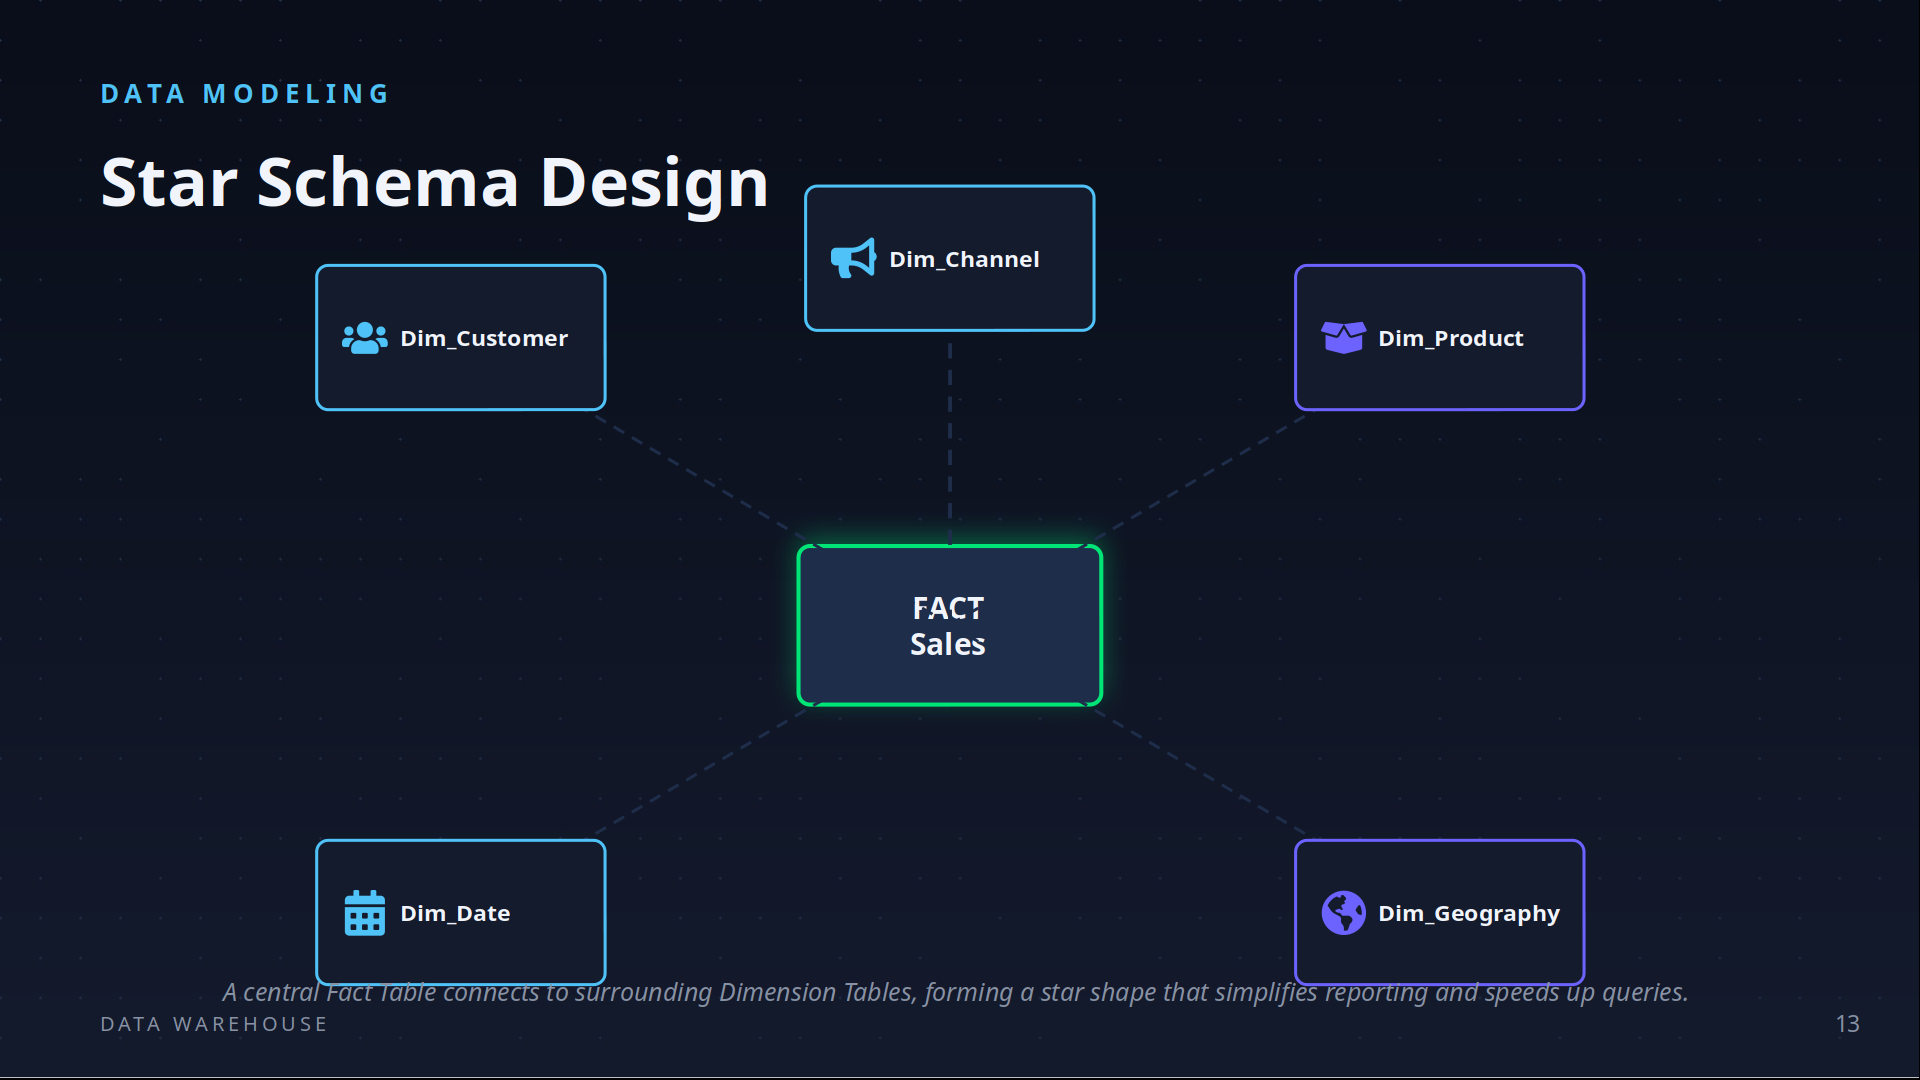 DATA MODELING
Star Schema Design
Dim_Channel
Dim_Customer
Dim_Product
FACT
Sales
Dim_Date
Dim_Geography
A central Fact Table connects to surrounding Dimension Tables, forming a star shape that simplifies reporting and speeds up queries.
DATA WAREHOUSE
13